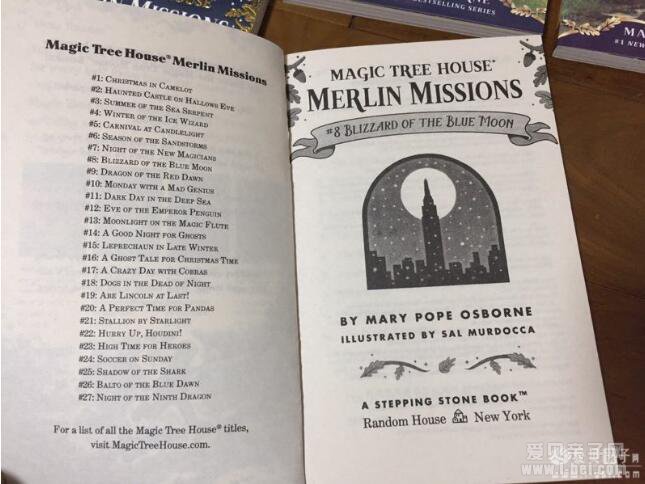 N MISSIONS
BESTSELLING SERIES
MA
#1 NEW
Magic Tree House® Merlin Missions
#1: CHRISTMAS IN CAMELOT
#2: HAUNTED CASTLE ON HALLOWS EVE
#3: SUMMER OF THE SEA SERPENT
#4: WINTER OF THE ICE WIZARD
#5: CARNIVAL AT CANDLELIGHT
#6: SEASON OF THE SANDSTORMS
#7: NIGHT OF THE NEW MAGICIANS
#8: BLIZZARD OF THE BLUE MOON
#9: DRAGON OF THE RED DAWN
#10: MONDAY WITH A MAD GENIUS
#11: DARK DAY IN THE DEEP SEA
#12: EVE OF THE EMPEROR PENGUIN
#13: MOONLIGHT ON THE MAGIC FLUTE
#14: A GOOD NIGHT FOR GHOSTS
#15: LEPRECHAUN IN LATE WINTER
#16: A GHOST TALE FOR CHRISTMAS TIME
#17: A CRAZY DAY WITH COBRAS
#18: DOGS IN THE DEAD OF NIGHT
#19: ABE LINCOLN AT LAST!
#20: A PERFECT TIME FOR PANDAS
#21: STALLION BY STARLIGHT
#22: HURRY UP, HOUDINI!
#23: HIGH TIME FOR HEROES
#24: SOCCER ON SUNDAY
#25: SHADOW OF THE SHARK
#26: BALTO OF THE BLUE DAWN
#27: NIGHT OF THE NINTH DRAGON
For a list of all the Magic Tree House® titles,
visit MagicTreeHouse.com.
MAGIC TREE HOUSE®
MERLIN MISSIONS
#8 BLIZZARD OF THE BLUE MOON
BY MARY POPE OSBORNE
ILLUSTRATED BY SAL MURDOCCA
A STEPPING STONE BOOK™
Random House New York
爱贝亲子网
www.i-bei.com